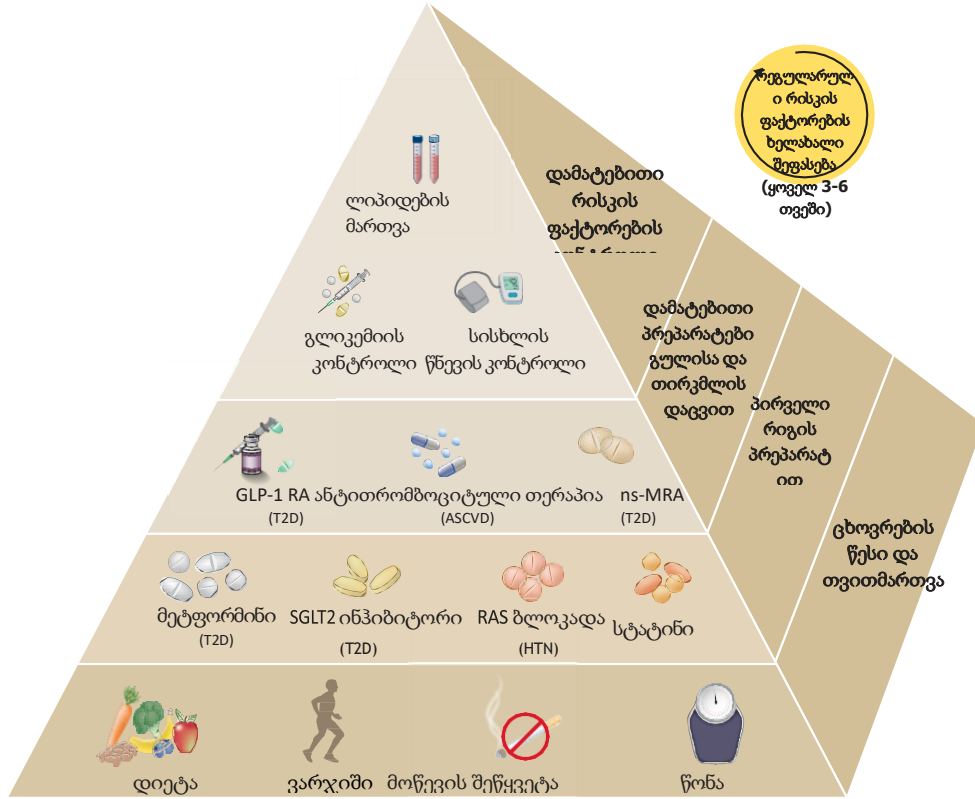 რეგულარულ
ი რისკის
ფაქტორების
ხელახალი
შეფასება
(ყოველ 3-6
თვეში)
დამატებითი
რისკის
ფაქტორების
ლიპიდების
მართვა
გლიკემიის
კონტროლი
სისხლის
წნევის კონტროლი
დამატებითი
პრეპარატები
გულისა და
თირკმლის
დაცვით
GLP-1 RA ანტითრომბოციტული თერაპია ns-MRA
(T2D) (ASCVD) (T2D)
პირველი
რიგის
პრეპარატ
ით
მეტფორმინი SGLT2 ინჰიბიტორი RAS ბლოკადა სტატინი
(T2D) (T2D) (HTN)
ცხოვრების
წესი და
თვითმართვა
დიეტა ვარჯიში მოწევის შეწყვეტა წონა